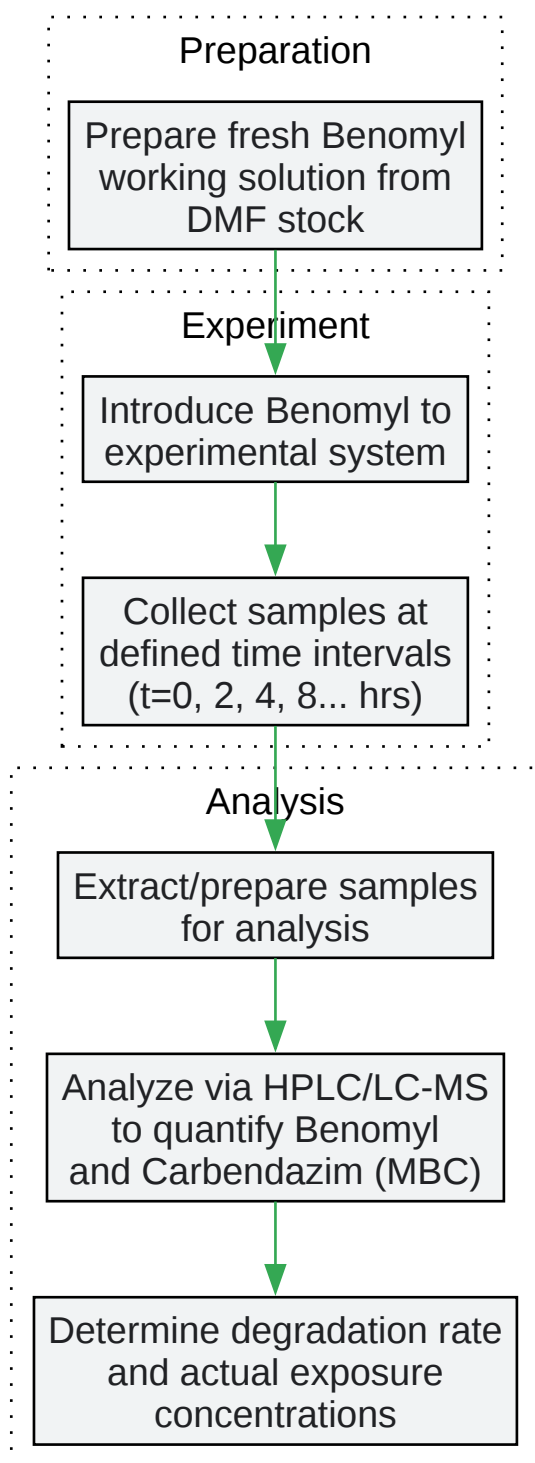 Preparation
Prepare fresh Benomyl
working solution from
DMF stock
Experiment
Introduce Benomyl to
experimental system
Collect samples at
defined time intervals
(t=0, 2, 4, 8... hrs)
Analysis
Extract/prepare samples
for analysis
Analyze via HPLC/LC-MS
to quantify Benomyl
and Carbendazim (MBC)
Determine degradation rate
and actual exposure
concentrations